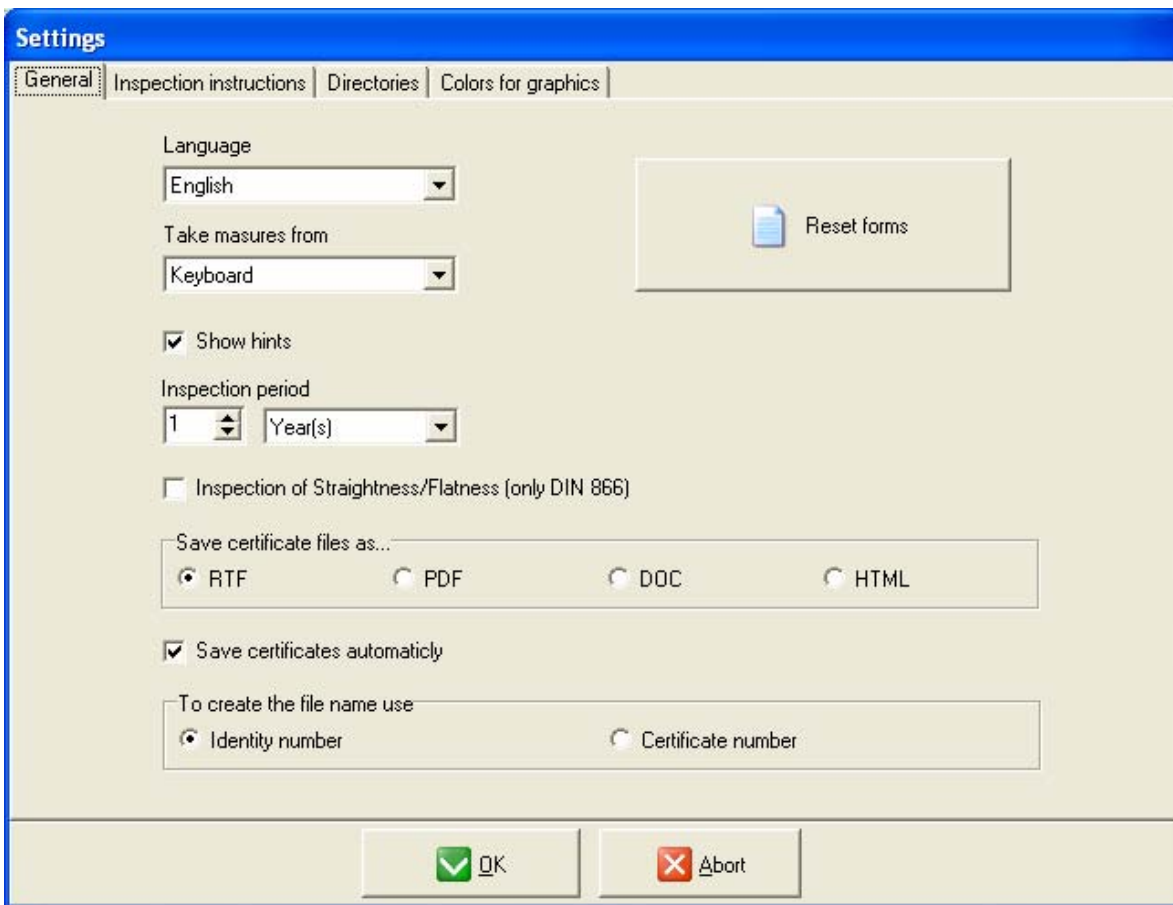 Settings
General Inspection instructions Directories Colors for graphics
Language
English
Reset forms
Take masures from
Keyboard
Show hints
Inspection period
1 Year(s)
Inspection of Straightness/Flatness (only DIN 866)
Save certificate files as...
RTF PDF DOC HTML
Save certificates automaticly
To create the file name use
Identity number Certificate number
OK Abort